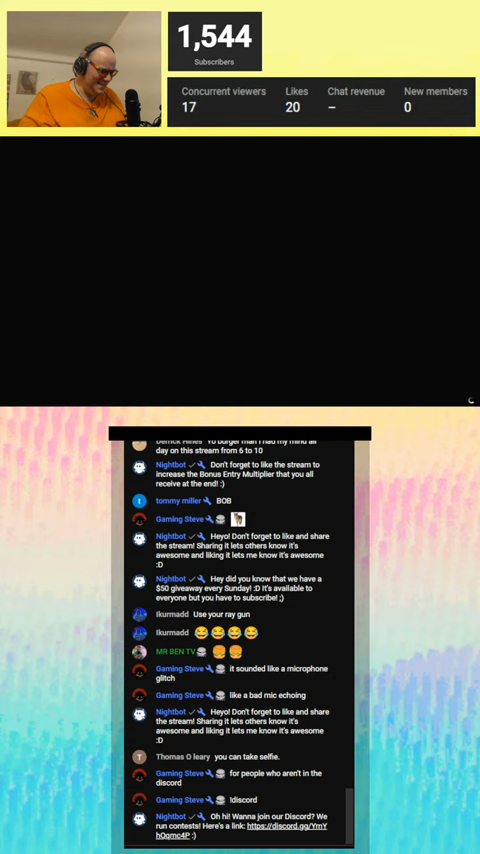 1,544
Subscribers
Concurrent viewers Likes Chat revenue New members
17 20 – 0
Derrick Hines Yo burger man I had my mind all
day on this stream from 6 to 10
Nightbot Don't forget to like the stream to
increase the Bonus Entry Multiplier that you all
receive at the end! :)
t tommy miller BOB
Gaming Steve
Nightbot Heyo! Don't forget to like and share
the stream! Sharing it lets others know it's
awesome and liking it lets me know it's awesome
:D
Nightbot Hey did you know that we have a
$50 giveaway every Sunday! :D It's available to
everyone but you have to subscribe! ;)
Ikurmadd Use your ray gun
Ikurmadd 😂😂😂😂
MR BEN TV 🍔🍔
Gaming Steve it sounded like a microphone
glitch
Gaming Steve like a bad mic echoing
Nightbot Heyo! Don't forget to like and share
the stream! Sharing it lets others know it's
awesome and liking it lets me know it's awesome
:D
T Thomas O leary you can take selfie.
Gaming Steve for people who aren't in the
discord
Gaming Steve !discord
Nightbot Oh hi! Wanna join our Discord? We
run contests! Here's a link: https://discord.gg/YmY
hOqmc4P :)